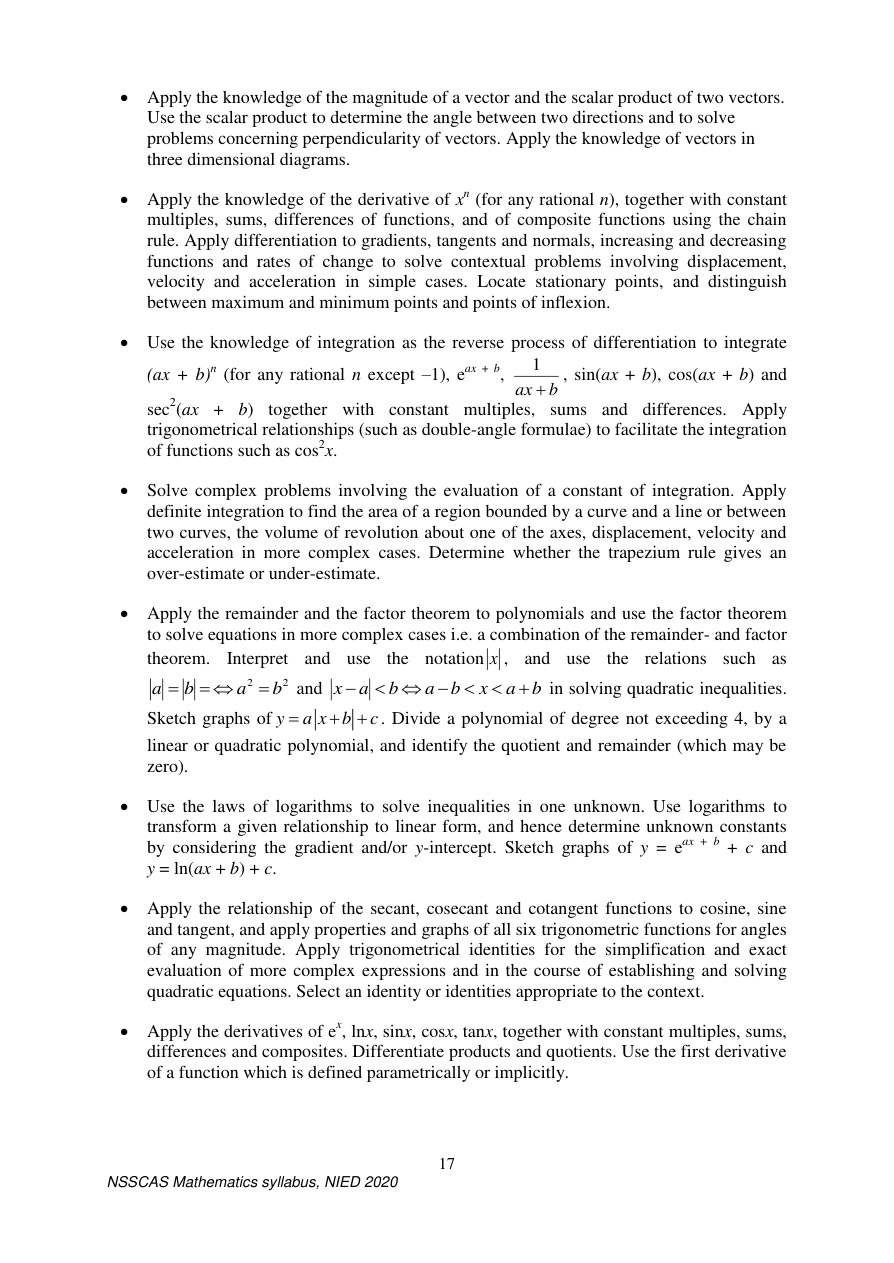 • Apply the knowledge of the magnitude of a vector and the scalar product of two vectors.
Use the scalar product to determine the angle between two directions and to solve
problems concerning perpendicularity of vectors. Apply the knowledge of vectors in
three dimensional diagrams.
• Apply the knowledge of the derivative of xⁿ (for any rational n), together with constant
multiples, sums, differences of functions, and of composite functions using the chain
rule. Apply differentiation to gradients, tangents and normals, increasing and decreasing
functions and rates of change to solve contextual problems involving displacement,
velocity and acceleration in simple cases. Locate stationary points, and distinguish
between maximum and minimum points and points of inflexion.
• Use the knowledge of integration as the reverse process of differentiation to integrate
(ax + b)ⁿ (for any rational n except –1), e^(ax + b), 1/(ax + b), sin(ax + b), cos(ax + b) and
sec²(ax + b) together with constant multiples, sums and differences. Apply
trigonometrical relationships (such as double-angle formulae) to facilitate the integration
of functions such as cos²x.
• Solve complex problems involving the evaluation of a constant of integration. Apply
definite integration to find the area of a region bounded by a curve and a line or between
two curves, the volume of revolution about one of the axes, displacement, velocity and
acceleration in more complex cases. Determine whether the trapezium rule gives an
over-estimate or under-estimate.
• Apply the remainder and the factor theorem to polynomials and use the factor theorem
to solve equations in more complex cases i.e. a combination of the remainder- and factor
theorem. Interpret and use the notation |x|, and use the relations such as
|a| = |b| = ⇔ a² = b² and |x − a| < b ⇔ a − b < x < a + b in solving quadratic inequalities.
Sketch graphs of y = a|x + b| + c. Divide a polynomial of degree not exceeding 4, by a
linear or quadratic polynomial, and identify the quotient and remainder (which may be
zero).
• Use the laws of logarithms to solve inequalities in one unknown. Use logarithms to
transform a given relationship to linear form, and hence determine unknown constants
by considering the gradient and/or y-intercept. Sketch graphs of y = e^(ax + b) + c and
y = ln(ax + b) + c.
• Apply the relationship of the secant, cosecant and cotangent functions to cosine, sine
and tangent, and apply properties and graphs of all six trigonometric functions for angles
of any magnitude. Apply trigonometrical identities for the simplification and exact
evaluation of more complex expressions and in the course of establishing and solving
quadratic equations. Select an identity or identities appropriate to the context.
• Apply the derivatives of eˣ, lnx, sinx, cosx, tanx, together with constant multiples, sums,
differences and composites. Differentiate products and quotients. Use the first derivative
of a function which is defined parametrically or implicitly.
17
NSSCAS Mathematics syllabus, NIED 2020